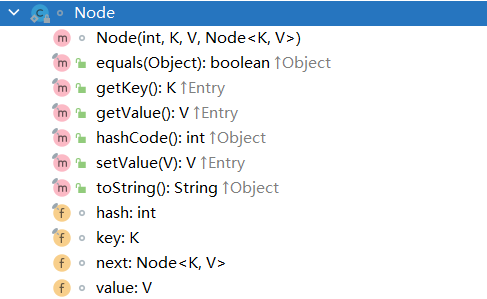 Node
Node(int, K, V, Node<K, V>)
equals(Object): boolean ↑Object
getKey(): K ↑Entry
getValue(): V ↑Entry
hashCode(): int ↑Object
setValue(V): V ↑Entry
toString(): String ↑Object
hash: int
key: K
next: Node<K, V>
value: V